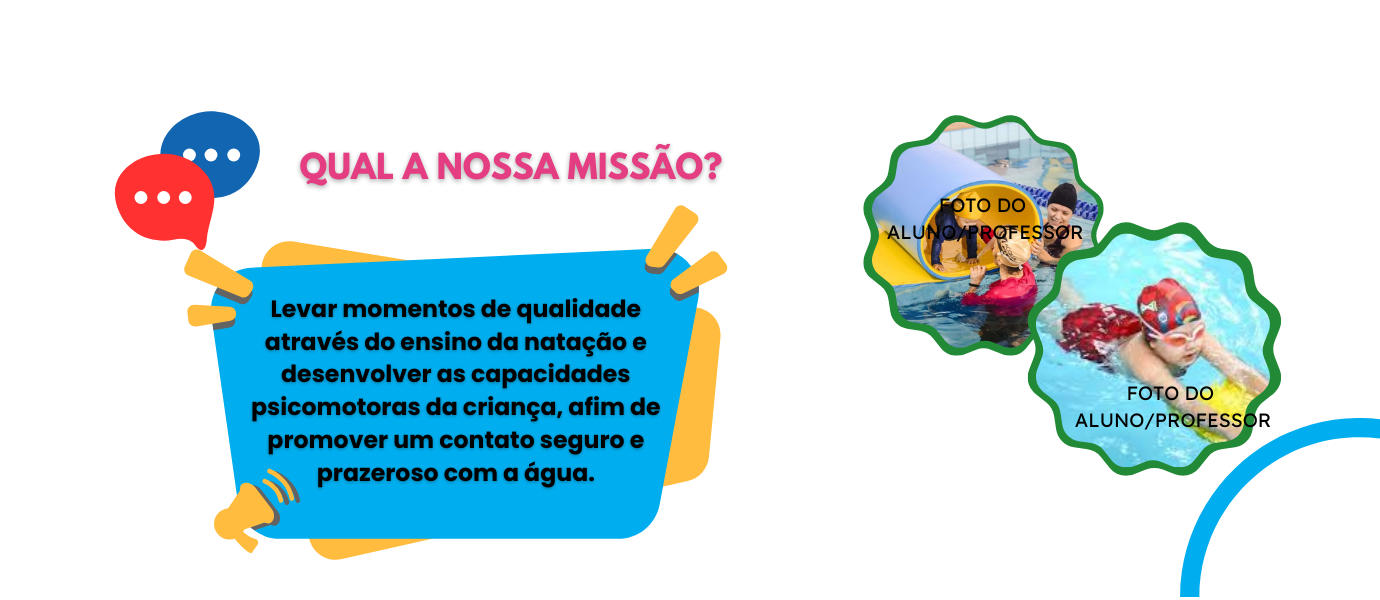 QUAL A NOSSA MISSÃO?
Levar momentos de qualidade
através do ensino da natação e
desenvolver as capacidades
psicomotoras da criança, afim de
promover um contato seguro e
prazeroso com a água.
FOTO DO
ALUNO/PROFESSOR
FOTO DO
ALUNO/PROFESSOR